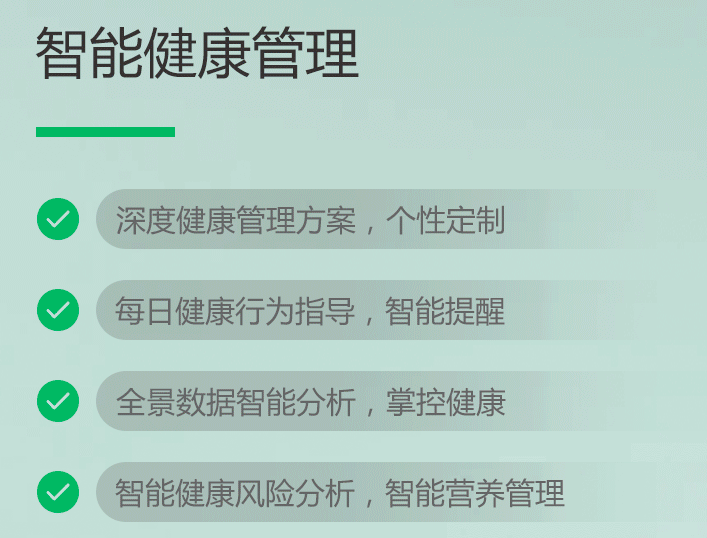 智能健康管理
深度健康管理方案，个性定制
每日健康行为指导，智能提醒
全景数据智能分析，掌控健康
智能健康风险分析，智能营养管理